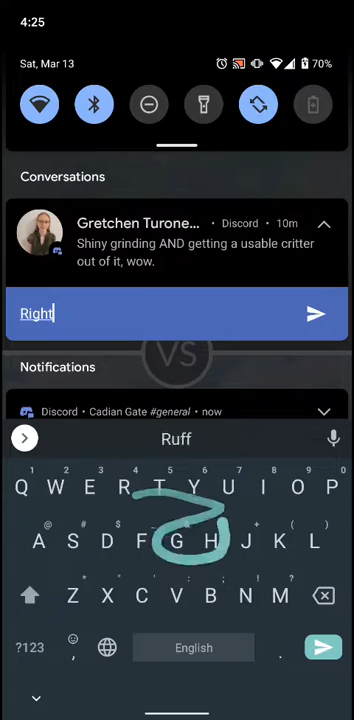 4:25
Sat, Mar 13
70%
Conversations
Gretchen Turone... • Discord • 10m
Shiny grinding AND getting a usable critter
out of it, wow.
Right
VS
Notifications
Discord • Cadian Gate #general • now
Ruff
1 2 3 4 5 6 7 8 9 0
Q W E R T Y U I O P
@ # $ _ & - + ( )
A S D F G H J K L
* " ' : ; ! ?
Z X C V B N M
?123 , English .